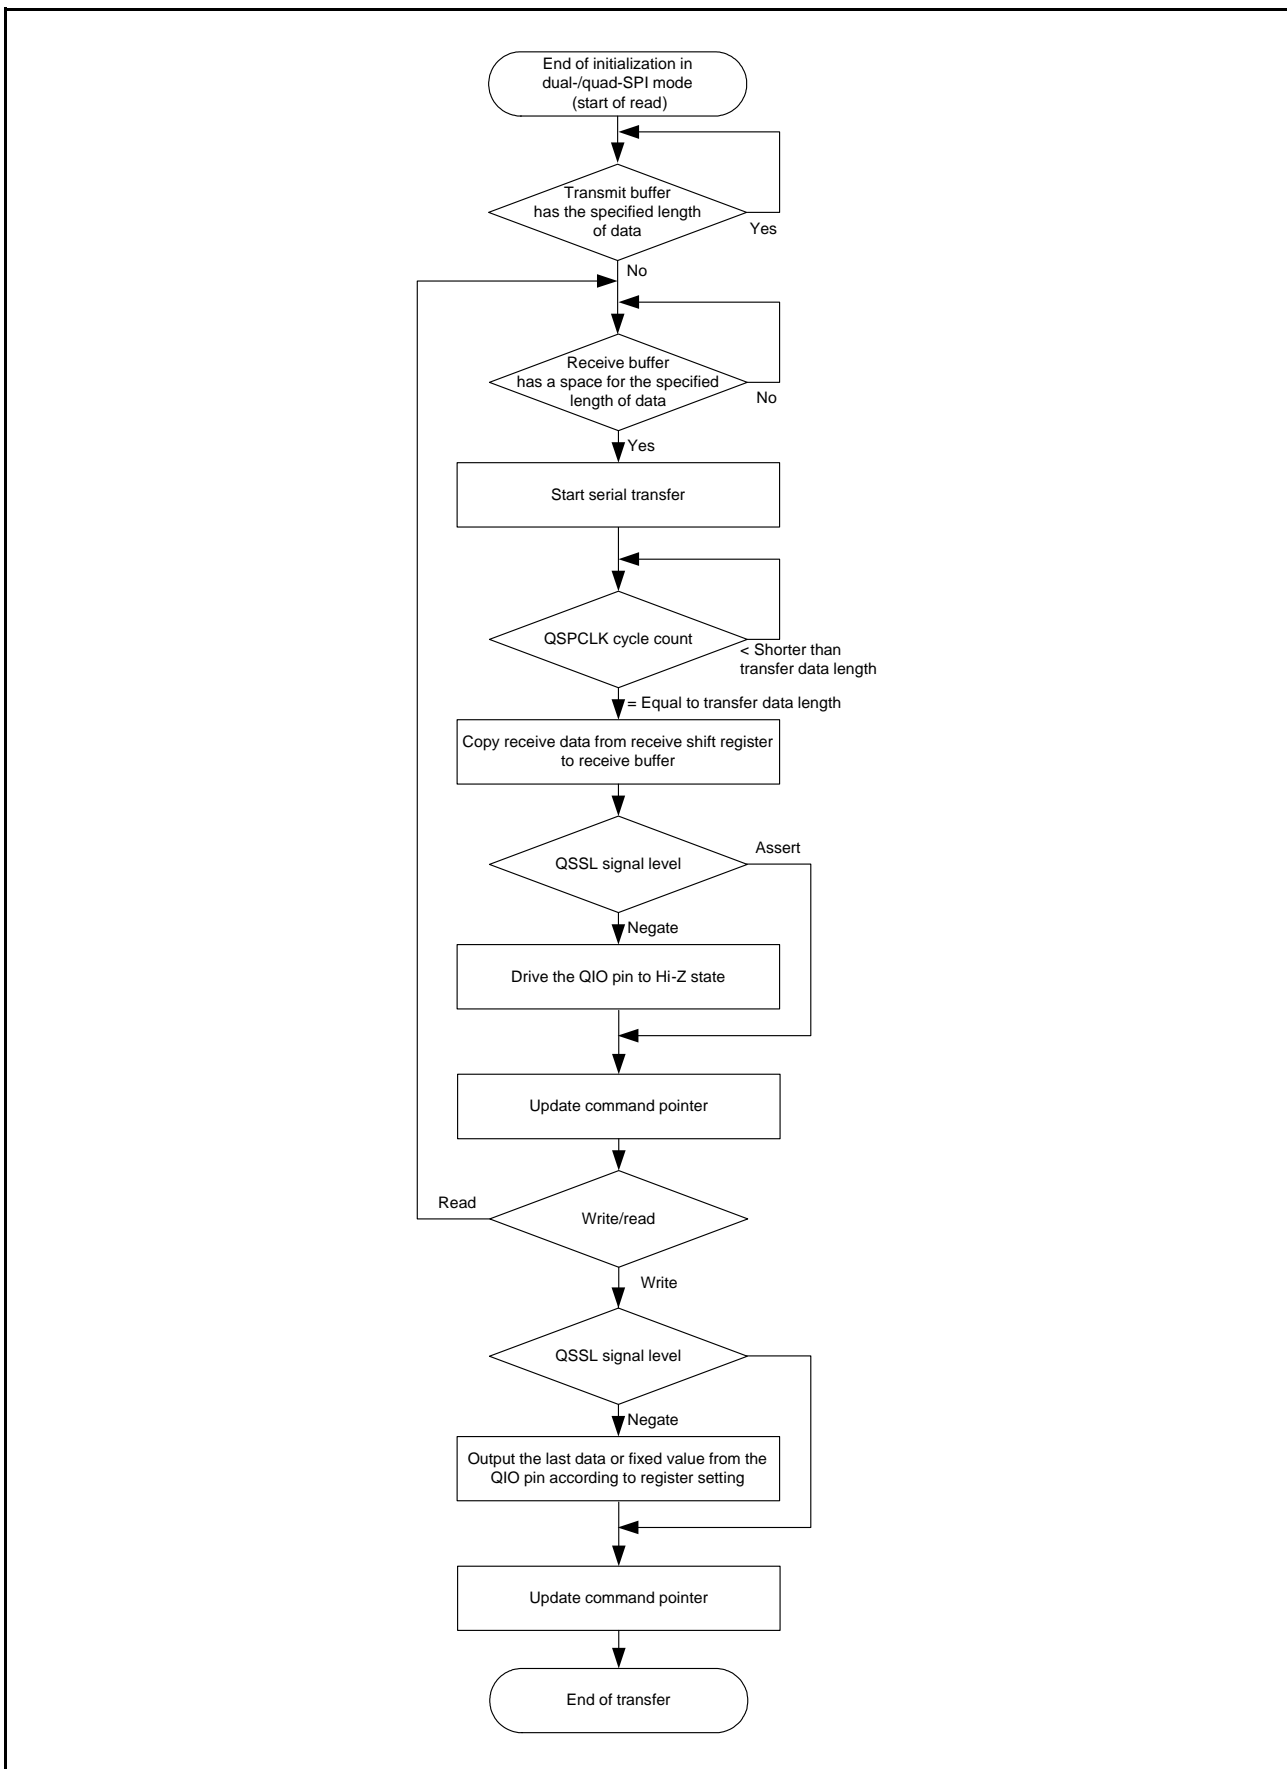 End of initialization in
dual-/quad-SPI mode
(start of read)
Transmit buffer
has the specified length
of data
Yes
No
Receive buffer
has a space for the specified
length of data
No
Yes
Start serial transfer
QSPCLK cycle count
< Shorter than
transfer data length
= Equal to transfer data length
Copy receive data from receive shift register
to receive buffer
Assert
QSSL signal level
Negate
Drive the QIO pin to Hi-Z state
Update command pointer
Read
Write/read
Write
QSSL signal level
Negate
Output the last data or fixed value from the
QIO pin according to register setting
Update command pointer
End of transfer